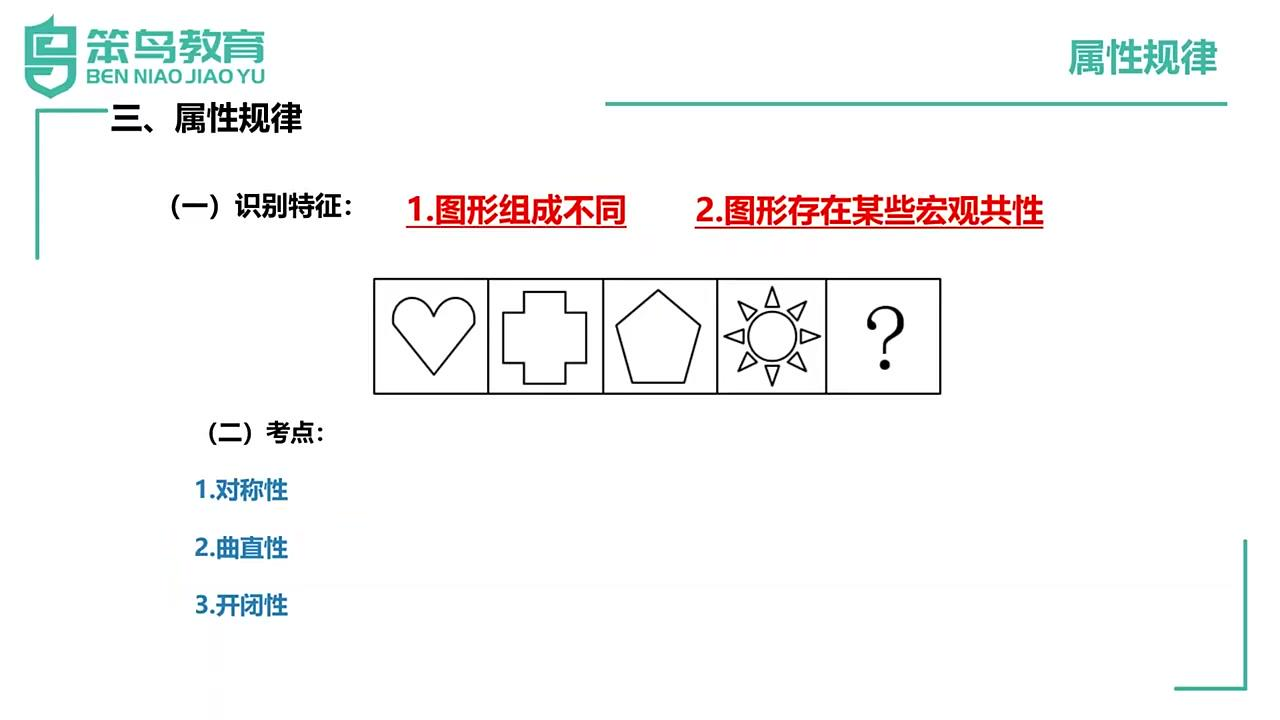 笨鸟教育
BEN NIAO JIAO YU
属性规律
三、属性规律
（一）识别特征： 1.图形组成不同 2.图形存在某些宏观共性
？
（二）考点：
1.对称性
2.曲直性
3.开闭性